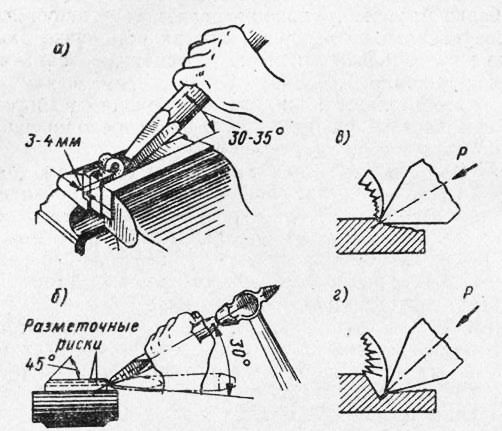 а)
3-4мм
30-35°
в)
P
б)
Разметочные
риски
45°
30°
г)
P